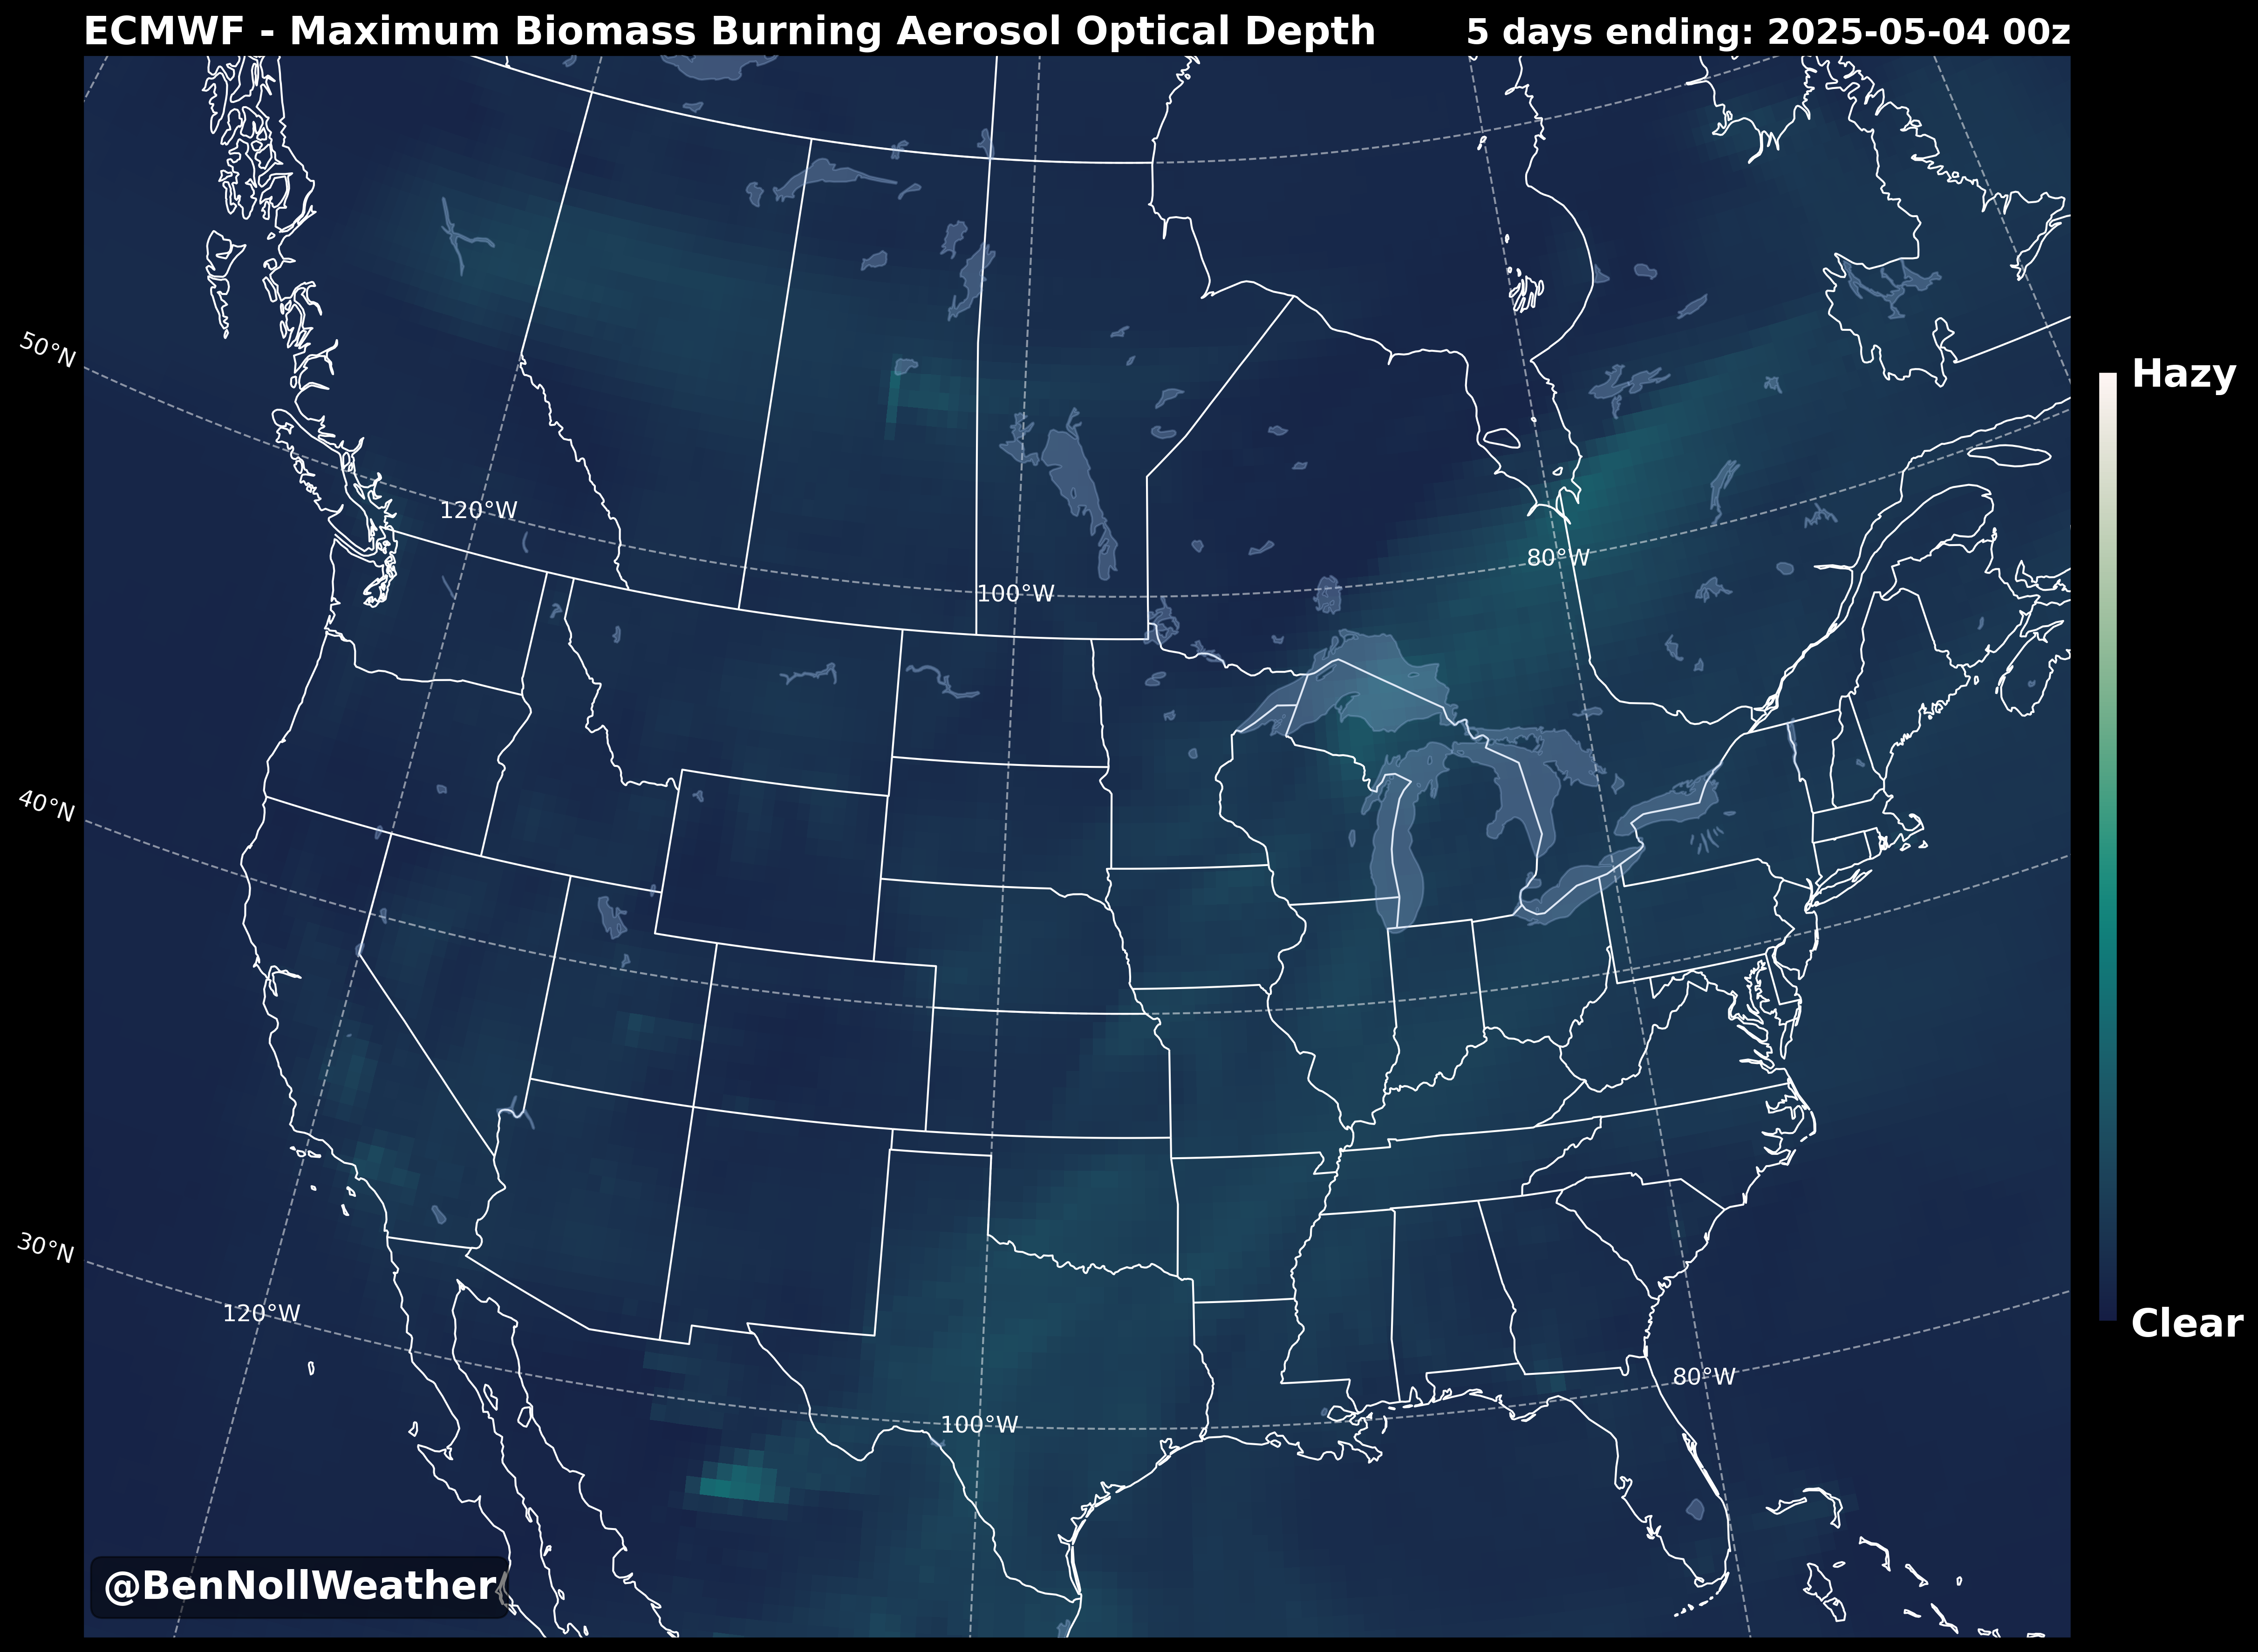 ECMWF - Maximum Biomass Burning Aerosol Optical Depth
5 days ending: 2025-05-04 00z
50°N
Hazy
120°W
80°W
100°W
40°N
30°N
120°W
Clear
80°W
100°W
@BenNollWeather